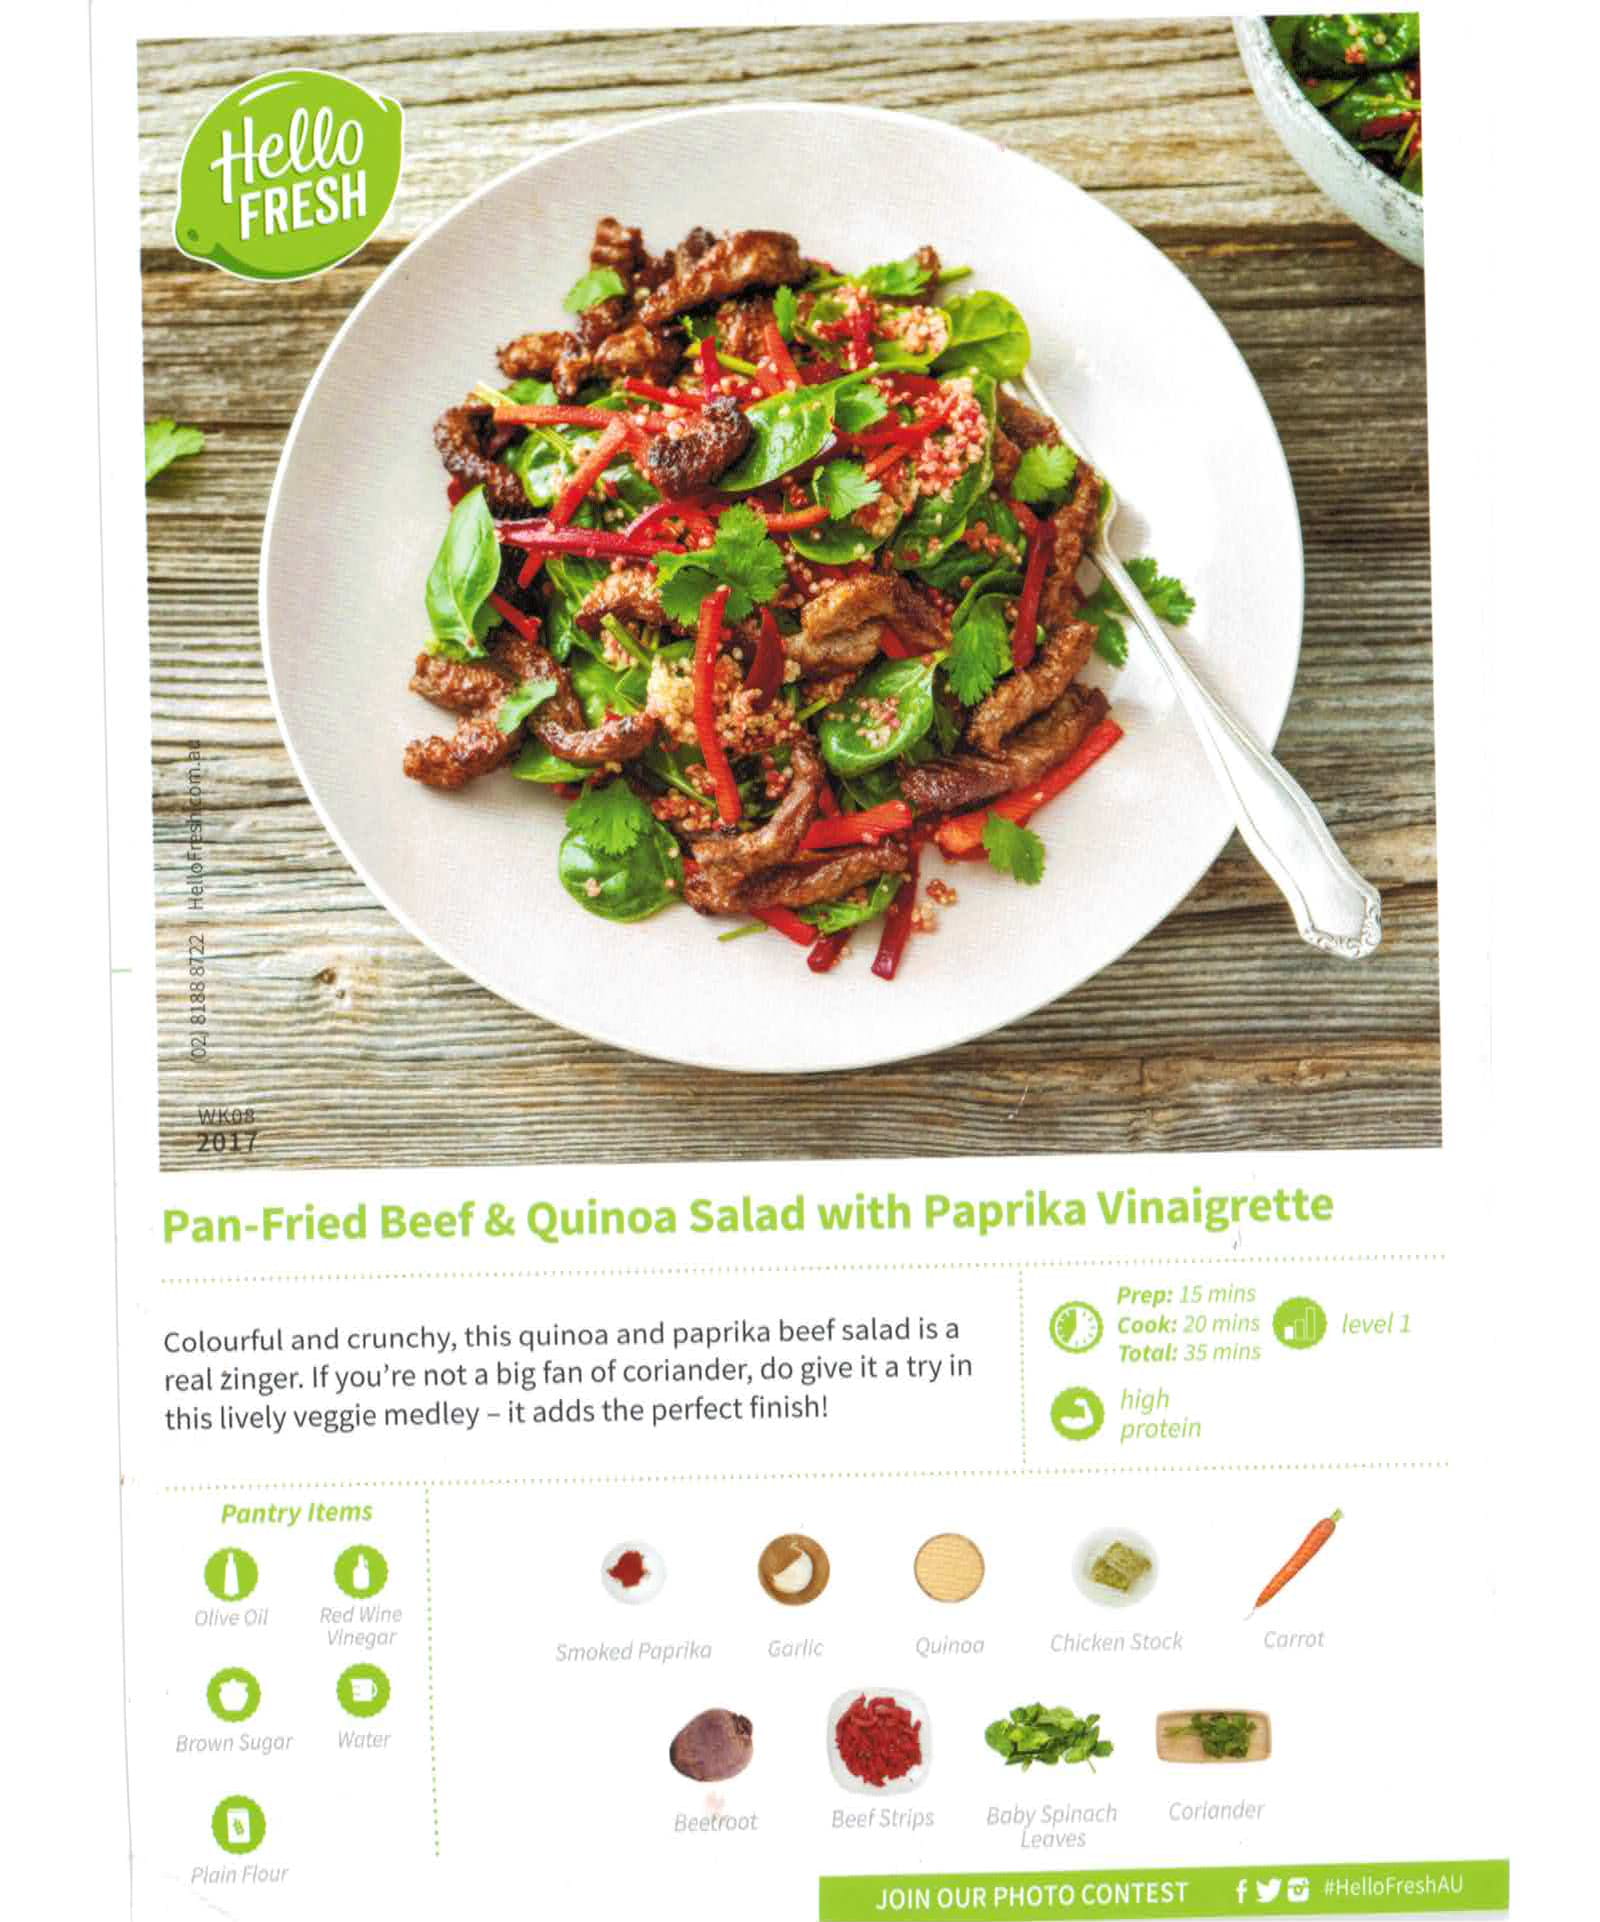 Hello
FRESH
(02) 8188 8722 | HelloFresh.com.au
WK08
2017
Pan-Fried Beef & Quinoa Salad with Paprika Vinaigrette
Colourful and crunchy, this quinoa and paprika beef salad is a
real zinger. If you're not a big fan of coriander, do give it a try in
this lively veggie medley – it adds the perfect finish!
Prep: 15 mins
Cook: 20 mins
Total: 35 mins
level 1
high
protein
Pantry Items
Olive Oil
Red Wine
Vinegar
Brown Sugar
Water
Plain Flour
Smoked Paprika
Garlic
Quinoa
Chicken Stock
Carrot
Beetroot
Beef Strips
Baby Spinach
Leaves
Coriander
JOIN OUR PHOTO CONTEST
#HelloFreshAU